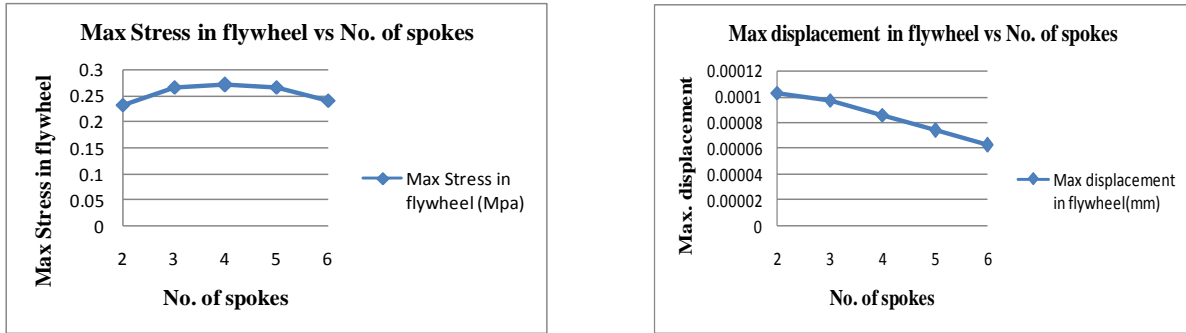 Max Stress in flywheel vs No. of spokes
Max Stress in flywheel
0.3
0.25
0.2
0.15
0.1
0.05
0
2 3 4 5 6
No. of spokes
Max Stress in
flywheel (Mpa)
Max displacement in flywheel vs No. of spokes
Max. displacement
0.00012
0.0001
0.00008
0.00006
0.00004
0.00002
0
2 3 4 5 6
No. of spokes
Max displacement
in flywheel(mm)